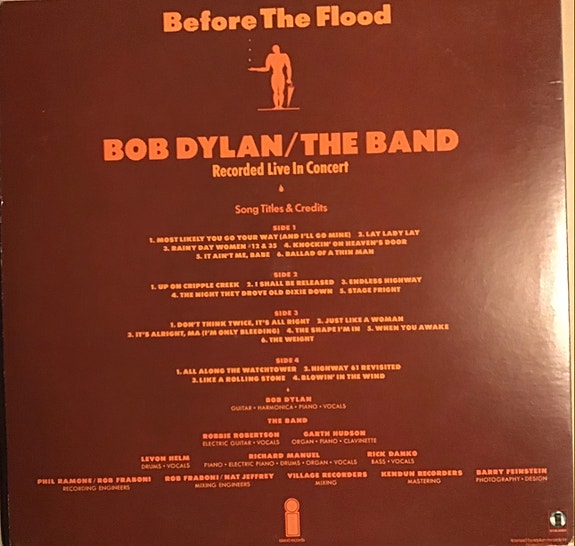 Before The Flood
BOB DYLAN/THE BAND
Recorded Live In Concert
Song Titles & Credits
SIDE 1
1. MOST LIKELY YOU GO YOUR WAY (AND I'LL GO MINE) 2. LAY LADY LAY
3. RAINY DAY WOMEN #12 & 35 4. KNOCKIN' ON HEAVEN'S DOOR
5. IT AIN'T ME, BABE 6. BALLAD OF A THIN MAN
SIDE 2
1. UP ON CRIPPLE CREEK 2. I SHALL BE RELEASED 3. ENDLESS HIGHWAY
4. THE NIGHT THEY DROVE OLD DIXIE DOWN 5. STAGE FRIGHT
SIDE 3
1. DON'T THINK TWICE, IT'S ALL RIGHT 2. JUST LIKE A WOMAN
3. IT'S ALRIGHT, MA (I'M ONLY BLEEDING) 4. THE SHAPE I'M IN 5. WHEN YOU AWAKE
6. THE WEIGHT
SIDE 4
1. ALL ALONG THE WATCHTOWER 2. HIGHWAY 61 REVISITED
3. LIKE A ROLLING STONE 4. BLOWIN' IN THE WIND
BOB DYLAN
GUITAR • HARMONICA • PIANO • VOCALS
THE BAND
ROBBIE ROBERTSON GARTH HUDSON
ELECTRIC GUITAR • VOCALS ORGAN • PIANO • CLAVINETTE
LEVON HELM RICHARD MANUEL RICK DANKO
DRUMS • VOCALS PIANO • ELECTRIC PIANO • DRUMS • ORGAN • VOCALS BASS • VOCALS
PHIL RAMONE/ROB FRABONI ROB FRABONI/NAT JEFFREY VILLAGE RECORDERS KENDUN RECORDERS BARRY FEINSTEIN
RECORDING ENGINEERS MIXING ENGINEERS MIXING MASTERING PHOTOGRAPHY • DESIGN